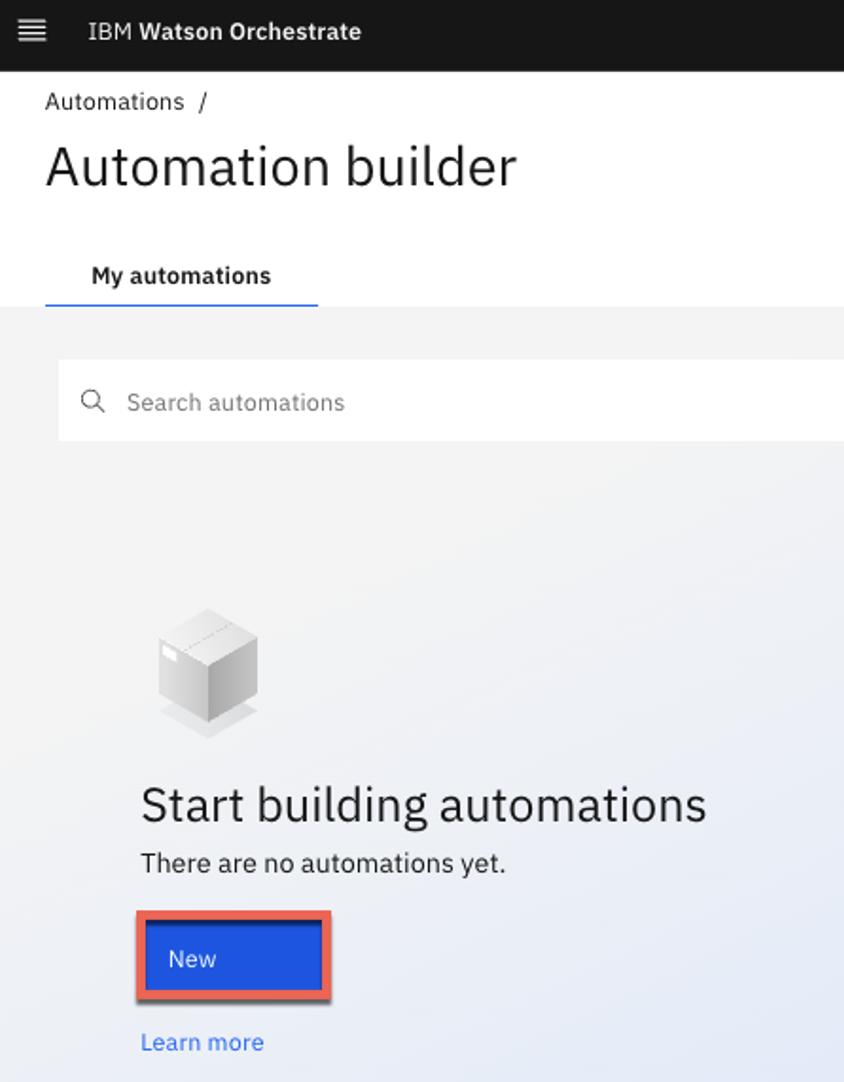 IBM Watson Orchestrate
Automations /
Automation builder
My automations
Search automations
Start building automations
There are no automations yet.
New
Learn more